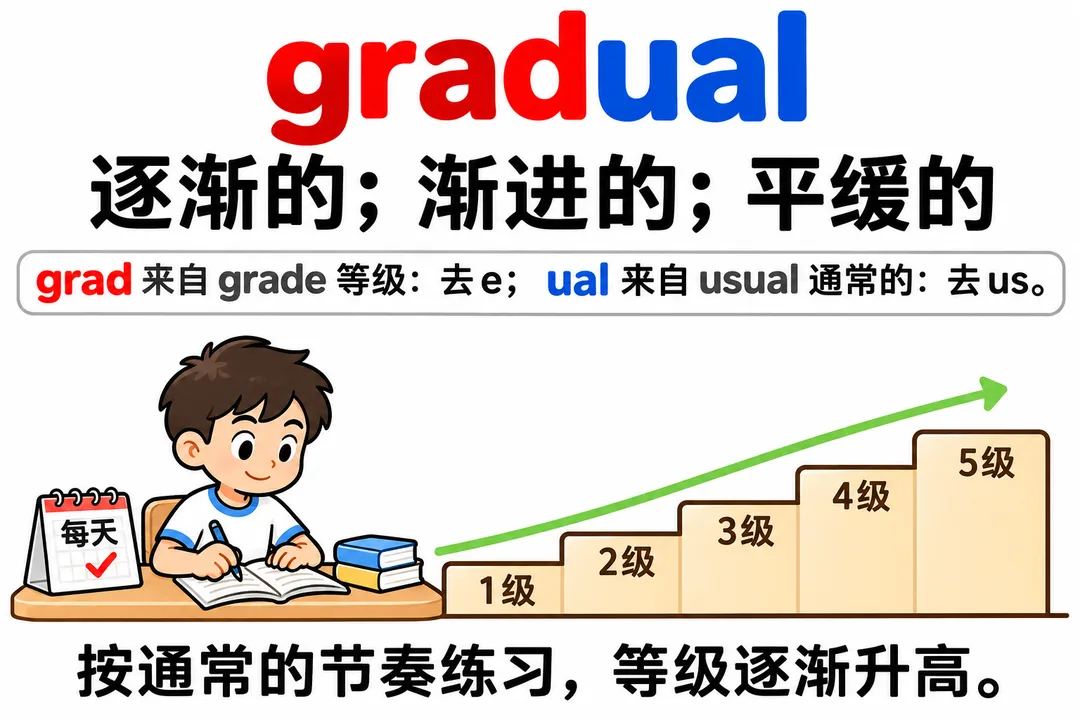 gradual
逐渐的；渐进的；平缓的
grad 来自 grade 等级：去 e； ual 来自 usual 通常的：去 us。
每天
1级
2级
3级
4级
5级
按通常的节奏练习，等级逐渐升高。